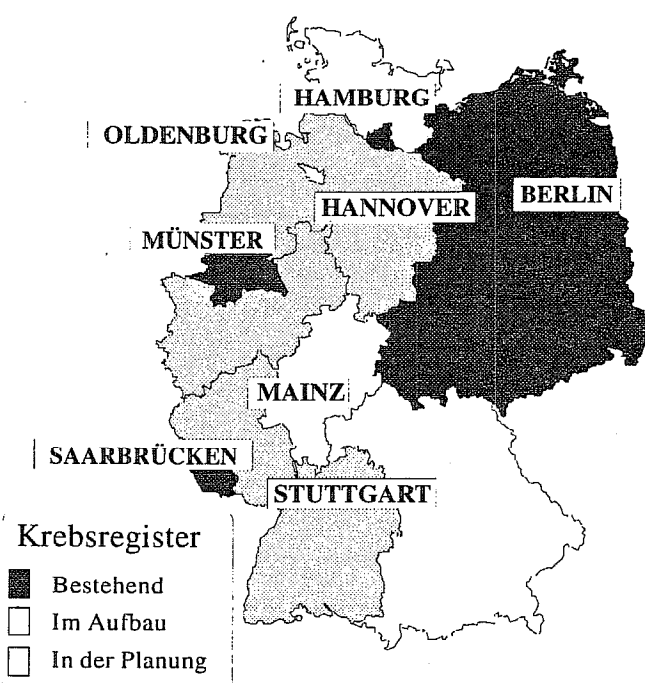 HAMBURG
OLDENBURG
HANNOVER
BERLIN
MÜNSTER
MAINZ
SAARBRÜCKEN
STUTTGART
Krebsregister
Bestehend
Im Aufbau
In der Planung